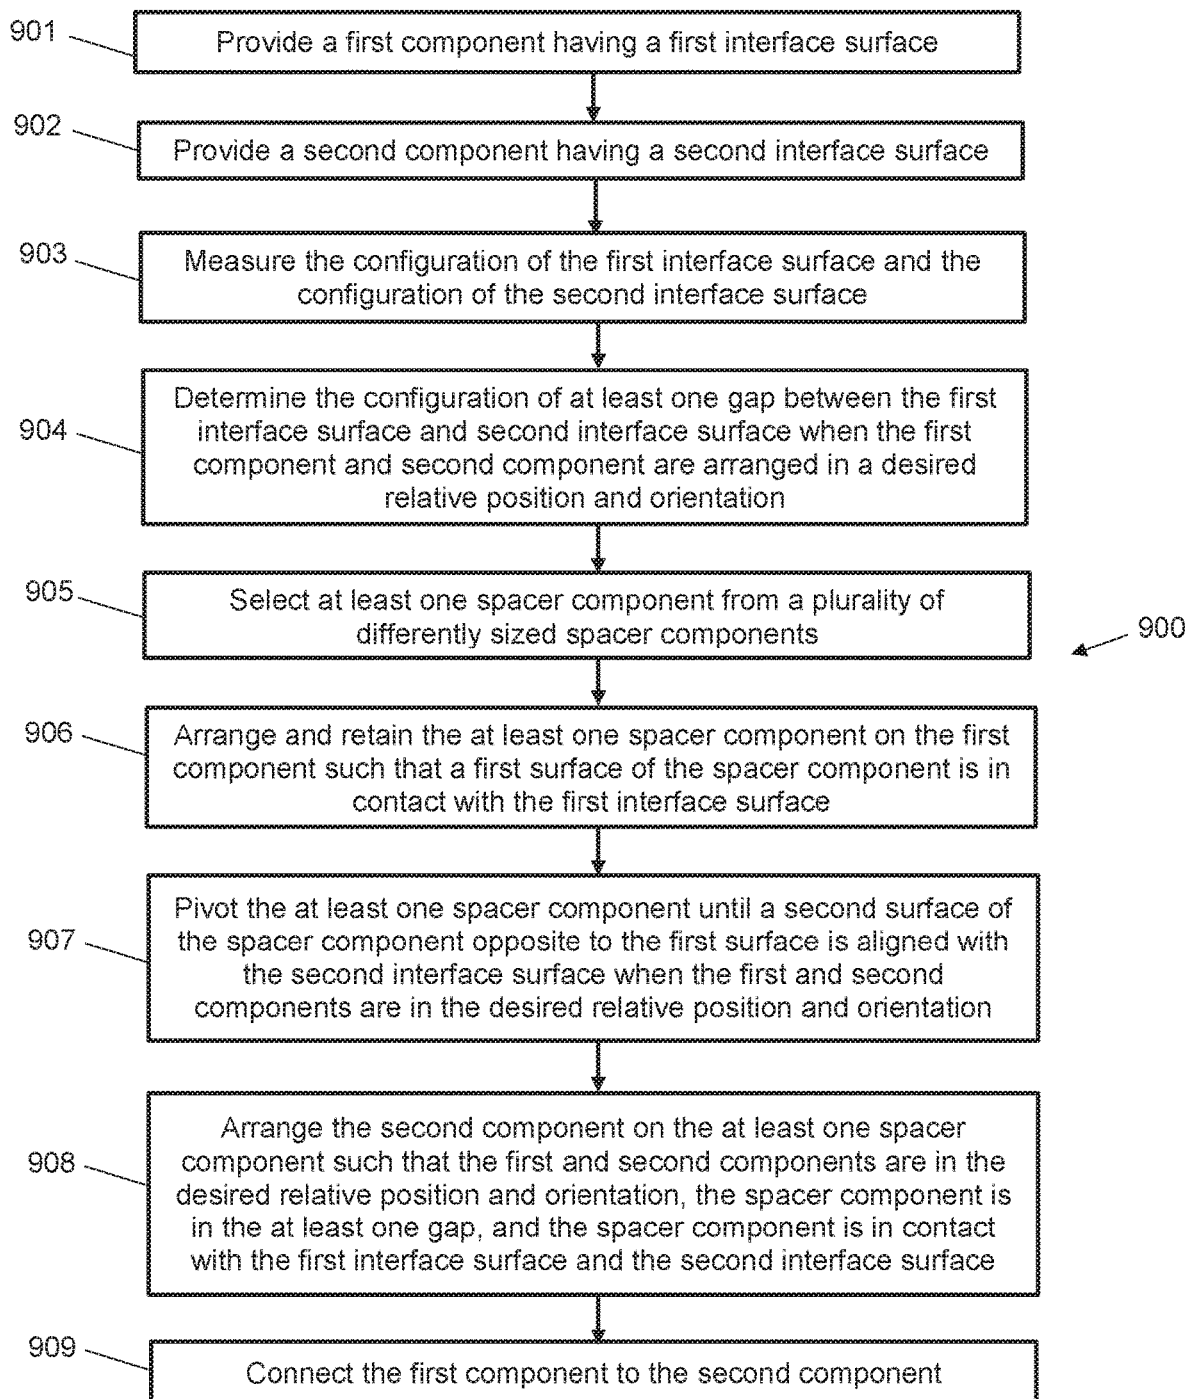 901
Provide a first component having a first interface surface
902
Provide a second component having a second interface surface
903
Measure the configuration of the first interface surface and the
configuration of the second interface surface
904
Determine the configuration of at least one gap between the first
interface surface and second interface surface when the first
component and second component are arranged in a desired
relative position and orientation
905
Select at least one spacer component from a plurality of
differently sized spacer components
900
906
Arrange and retain the at least one spacer component on the first
component such that a first surface of the spacer component is in
contact with the first interface surface
907
Pivot the at least one spacer component until a second surface of
the spacer component opposite to the first surface is aligned with
the second interface surface when the first and second
components are in the desired relative position and orientation
908
Arrange the second component on the at least one spacer
component such that the first and second components are in the
desired relative position and orientation, the spacer component is
in the at least one gap, and the spacer component is in contact
with the first interface surface and the second interface surface
909
Connect the first component to the second component